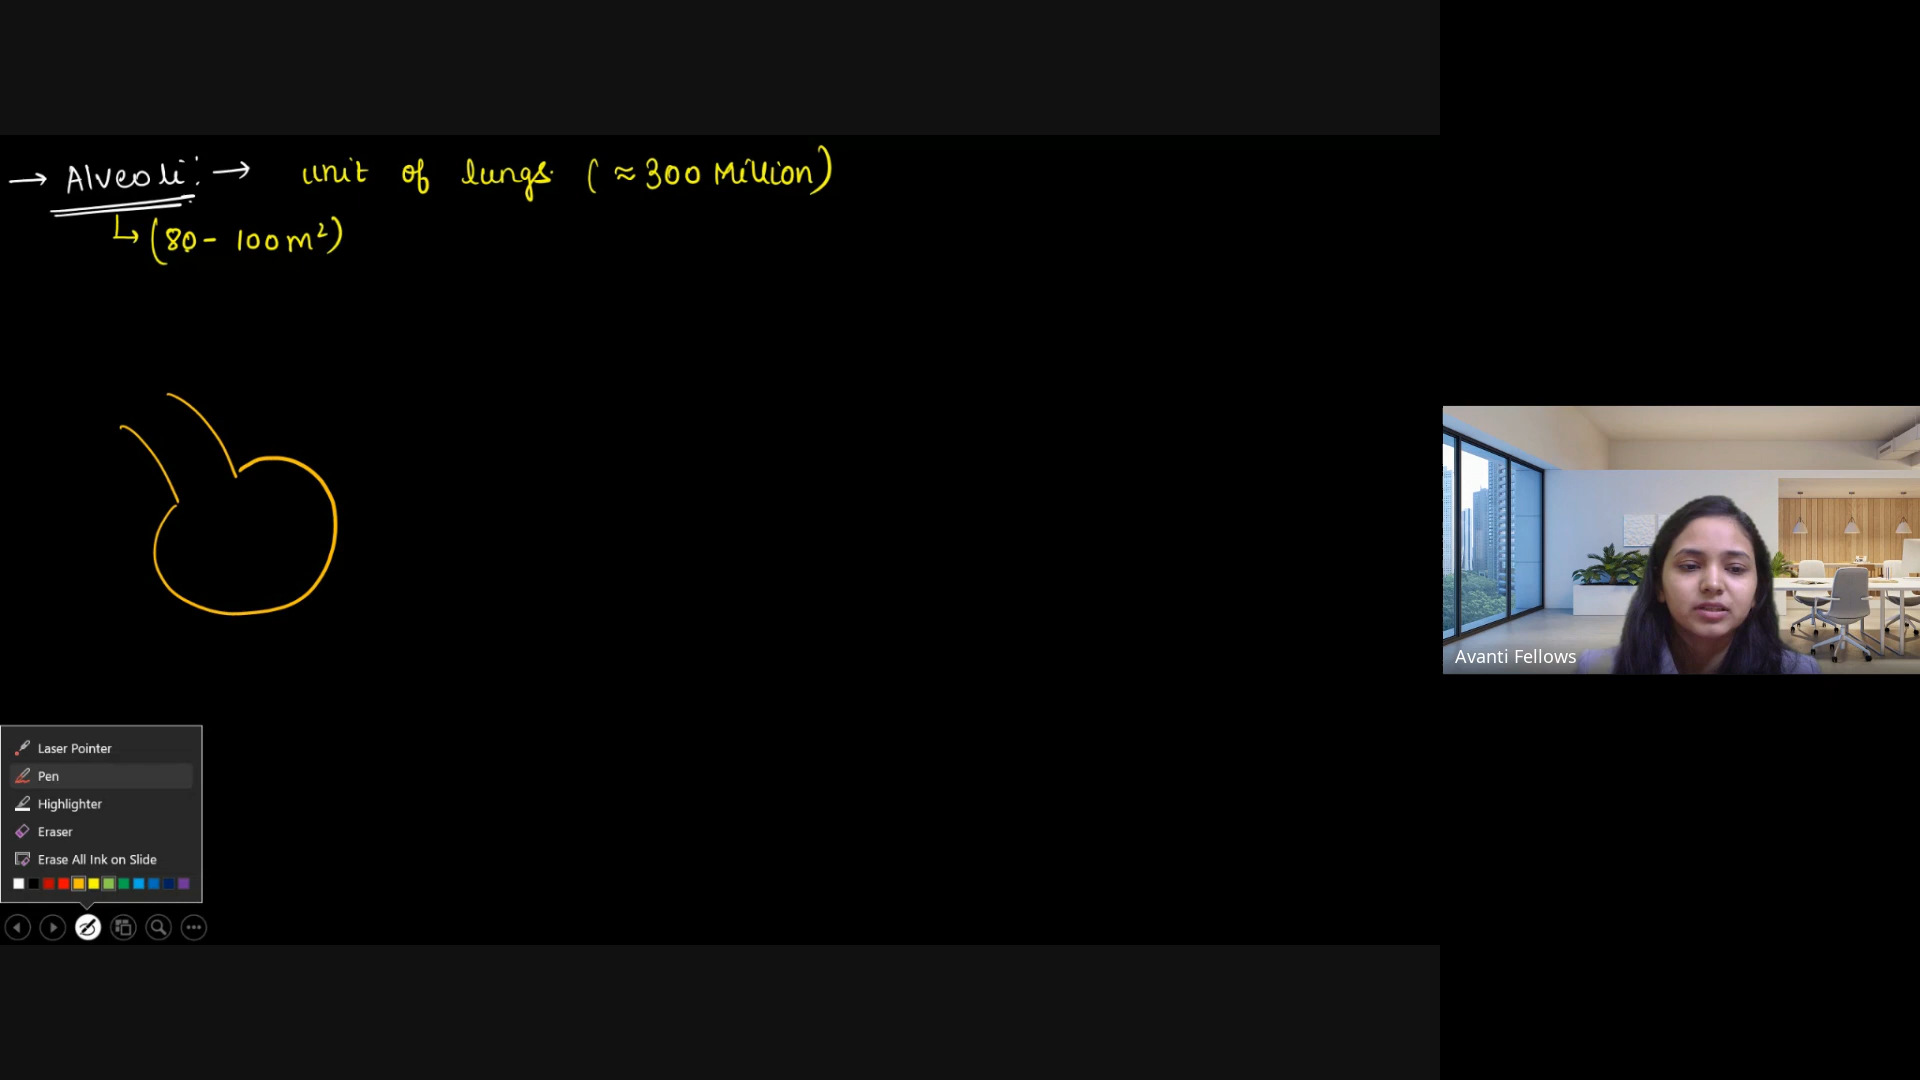 → Alveoli: → unit of lungs (≈ 300 Million)
↳ (80 - 100 m²)
Avanti Fellows
Laser Pointer
Pen
Highlighter
Eraser
Erase All Ink on Slide